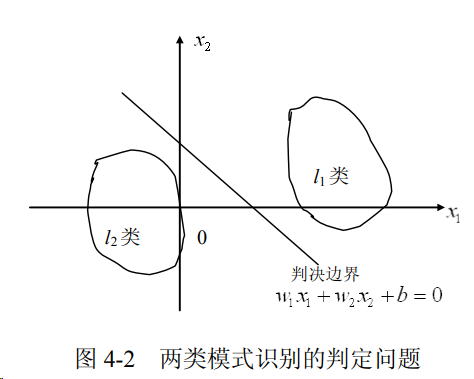 x₂
l₁类
x₁
l₂类
0
判决边界
w₁x₁+w₂x₂+b=0
图 4-2 两类模式识别的判定问题